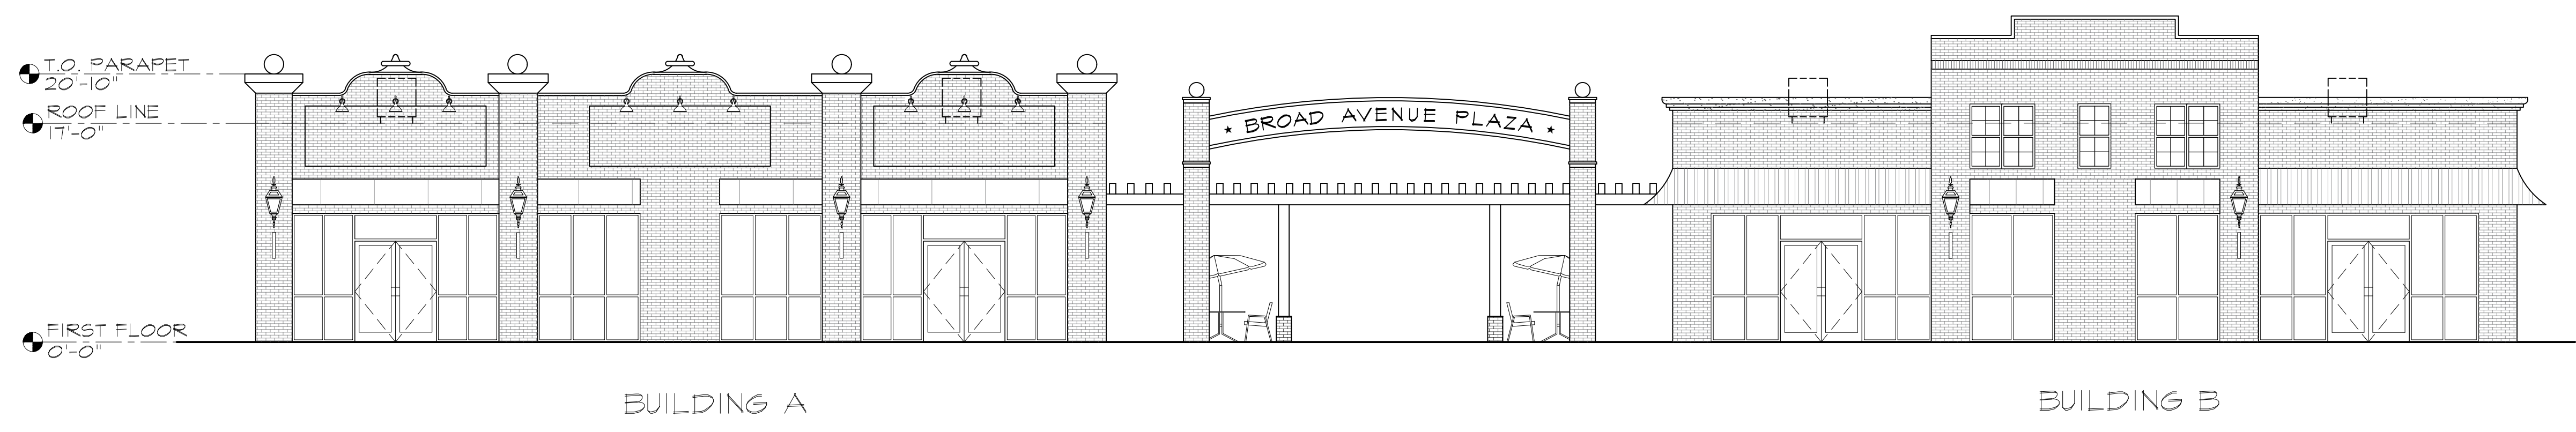 T.O. PARAPET
20'-10"
ROOF LINE
17'-0"
★ BROAD AVENUE PLAZA ★
FIRST FLOOR
0'-0"
BUILDING A
BUILDING B